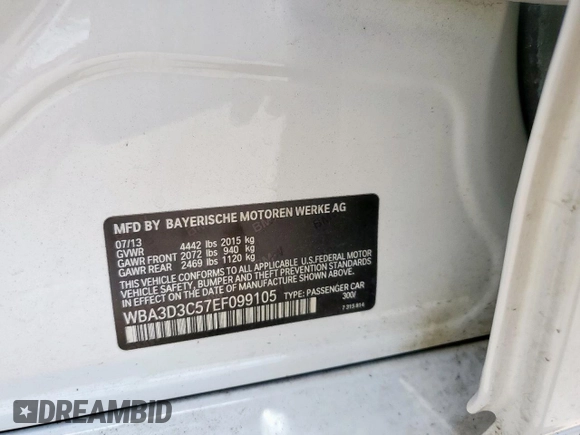 MFD BY BAYERISCHE MOTOREN WERKE AG
07/13
GVWR 4442 lbs 2015 kg
GAWR FRONT 2072 lbs 940 kg
GAWR REAR 2469 lbs 1120 kg
THIS VEHICLE CONFORMS TO ALL APPLICABLE U.S.FEDERAL MOTOR
VEHICLE SAFETY, BUMPER AND THEFT PREVENTION STANDARDS
IN EFFECT ON THE DATE OF MANUFACTURE SHOWN ABOVE.
WBA3D3C57EF099105 TYPE: PASSENGER CAR
300/
DREAMBID